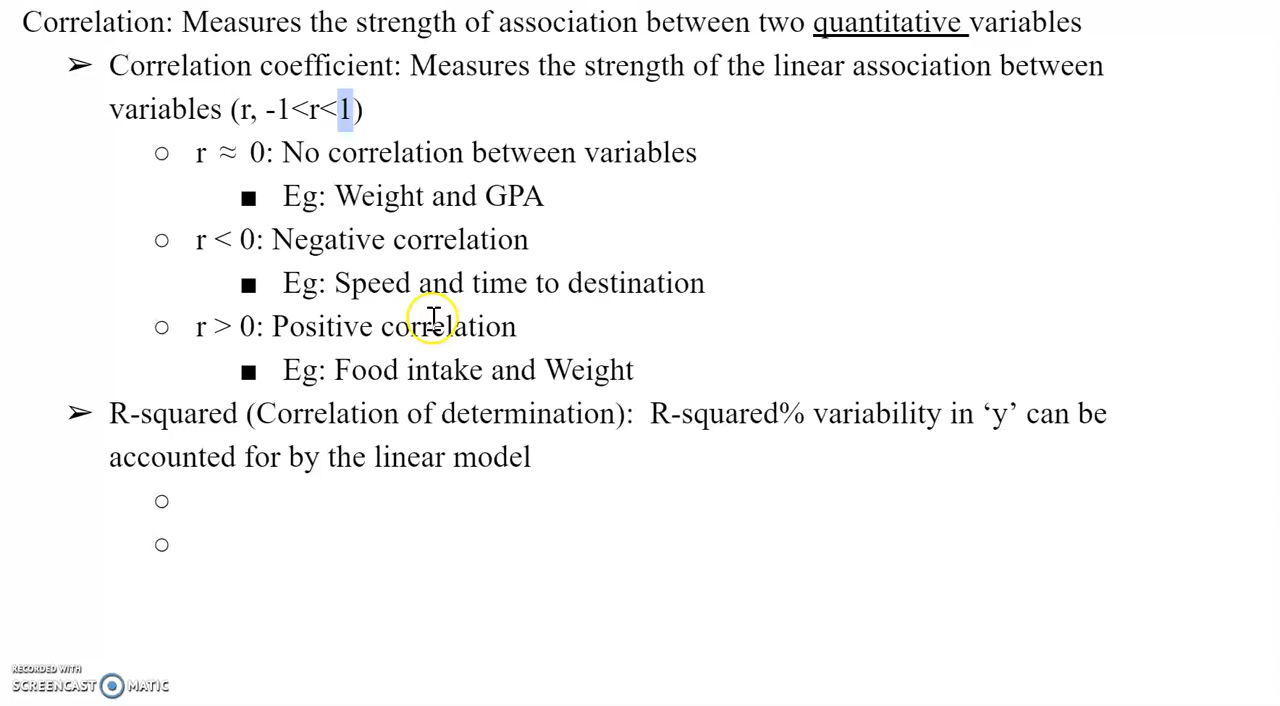 Correlation: Measures the strength of association between two quantitative variables
➢ Correlation coefficient: Measures the strength of the linear association between
variables (r, -1<r<1)
○ r ≈ 0: No correlation between variables
■ Eg: Weight and GPA
○ r < 0: Negative correlation
■ Eg: Speed and time to destination
○ r > 0: Positive correlation
■ Eg: Food intake and Weight
➢ R-squared (Correlation of determination): R-squared% variability in ‘y’ can be
accounted for by the linear model
○
○
RECORDED WITH
SCREENCAST MATIC